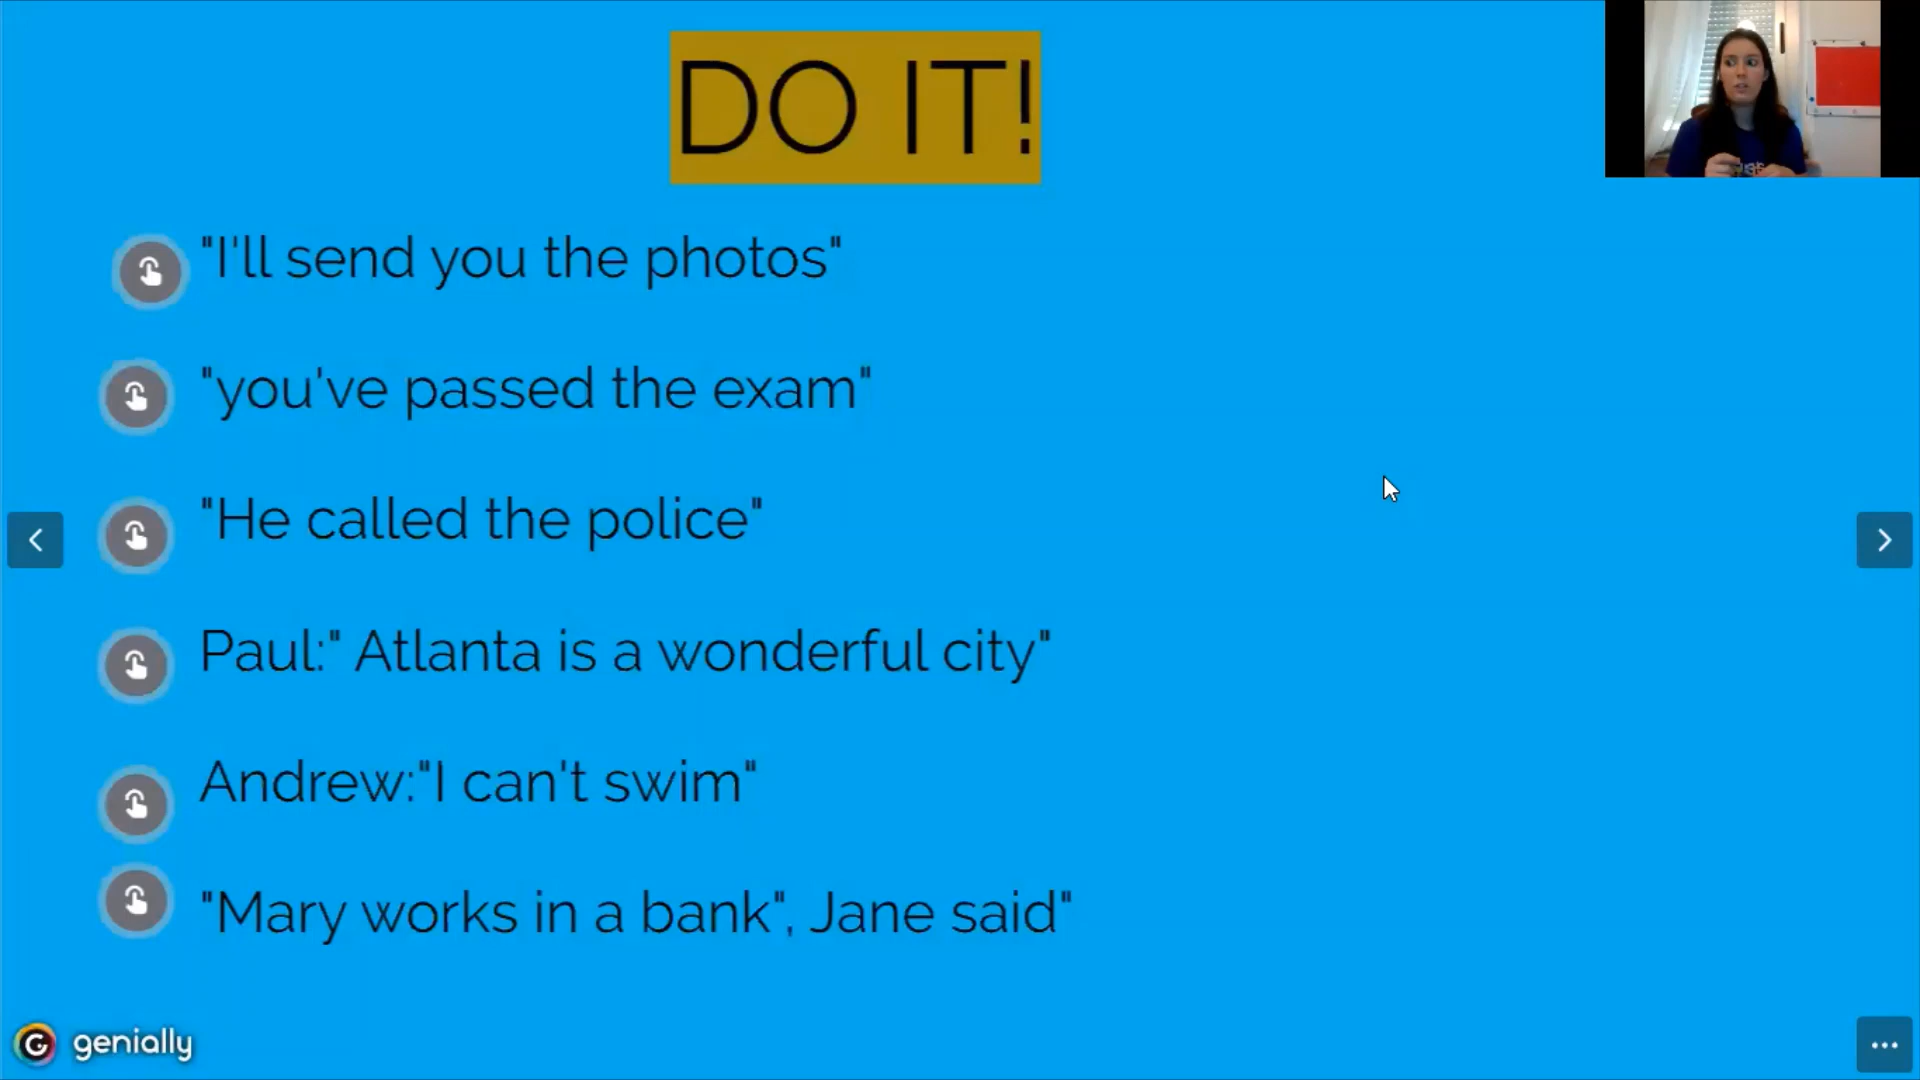 DO IT!
"I'll send you the photos"
"you've passed the exam"
"He called the police"
Paul:" Atlanta is a wonderful city"
Andrew:"I can't swim"
"Mary works in a bank", Jane said"
genially